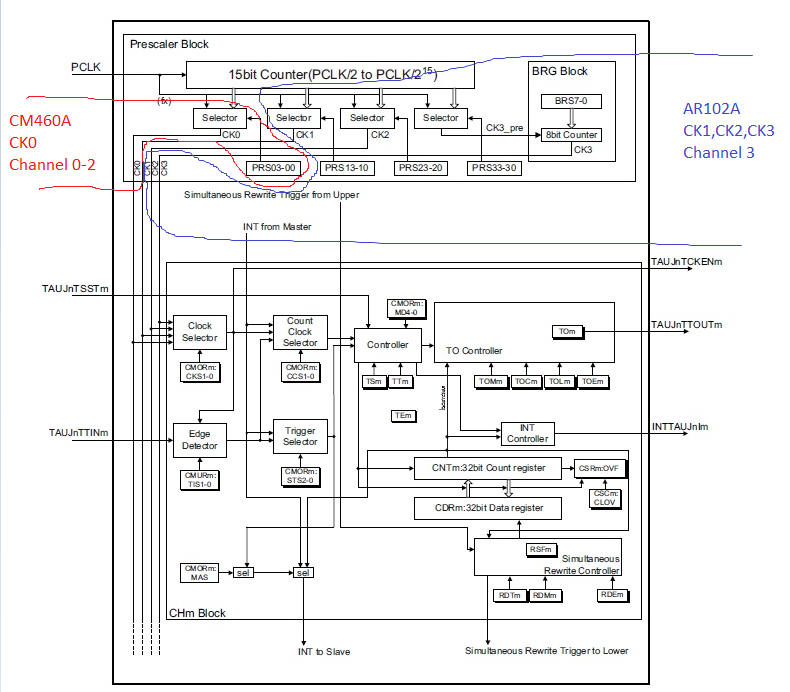 Prescaler Block
PCLK
15bit Counter(PCLK/2 to PCLK/2^15)
BRG Block
(fx)
BRS7-0
Selector
Selector
Selector
Selector
CK0
CK1
CK2
CK3_pre
8bit Counter
CK3
CM460A
CK0
Channel 0-2
AR102A
CK1,CK2,CK3
Channel 3
CK0
CK1
CK2
CK3
PRS03-00
PRS13-10
PRS23-20
PRS33-30
Simultaneous Rewrite Trigger from Upper
INT from Master
TAUJnTCKENm
TAUJnTSSTm
CMORm:
MD4-0
Clock
Selector
Count
Clock
Selector
Controller
TOm
TAUJnTTOUTm
TO Controller
CMORm:
CKS1-0
CMORm:
CCS1-0
TSm
TTm
TOMm
TOCm
TOLm
TOEm
TEm
TAUJnTTINm
Edge
Detector
Trigger
Selector
INT
Controller
INTTAUJnIm
CMURm:
TIS1-0
CMORm:
STS2-0
CNTm:32bit Count register
CSRm:OVF
CSCm:
CLOV
CDRm:32bit Data register
RSFm
Simultaneous
Rewrite Controller
CMORm:
MAS
sel
sel
RDTm
RDMm
RDEm
CHm Block
INT to Slave
Simultaneous Rewrite Trigger to Lower